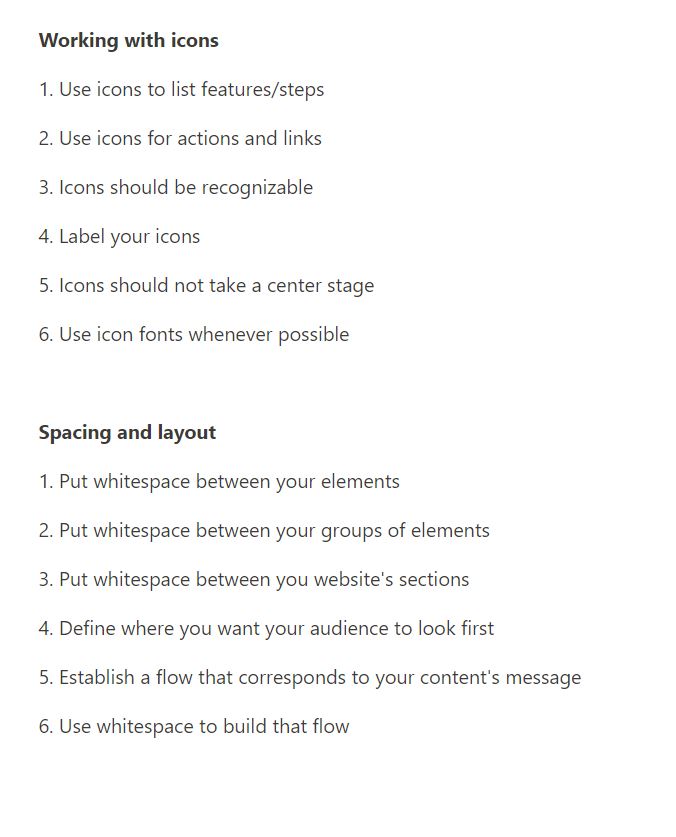 Working with icons
1. Use icons to list features/steps
2. Use icons for actions and links
3. Icons should be recognizable
4. Label your icons
5. Icons should not take a center stage
6. Use icon fonts whenever possible
Spacing and layout
1. Put whitespace between your elements
2. Put whitespace between your groups of elements
3. Put whitespace between you website's sections
4. Define where you want your audience to look first
5. Establish a flow that corresponds to your content's message
6. Use whitespace to build that flow